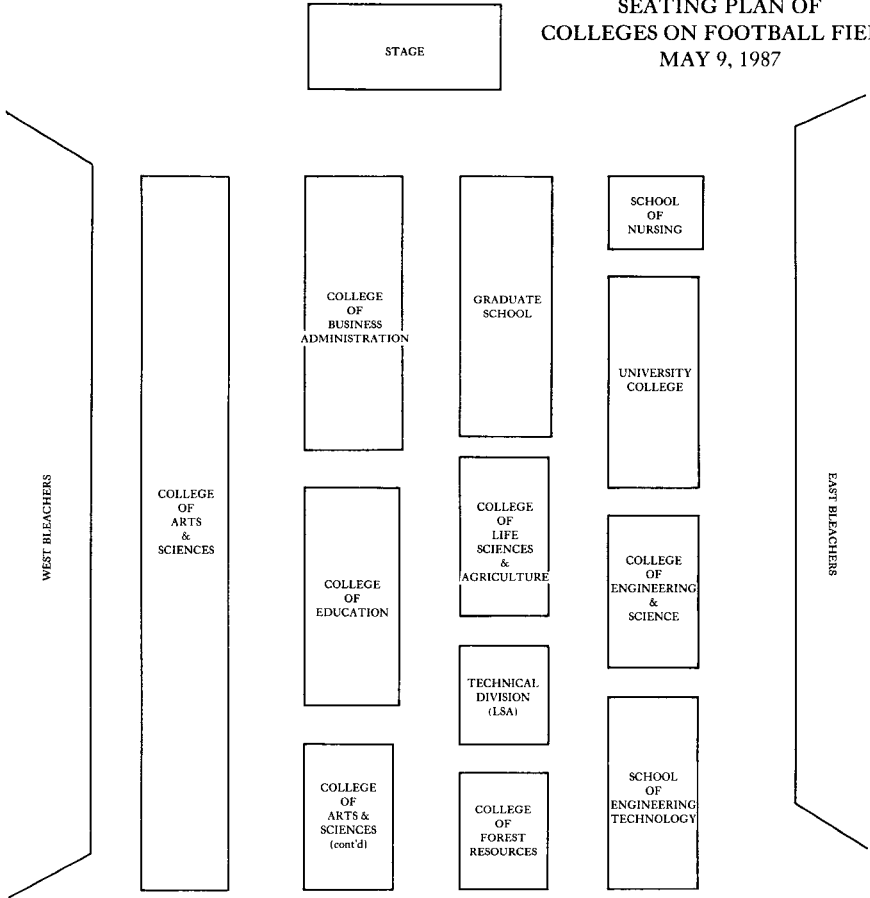 SEATING PLAN OF
COLLEGES ON FOOTBALL FIE
MAY 9, 1987
STAGE
WEST BLEACHERS
COLLEGE
OF
ARTS
&
SCIENCES
COLLEGE
OF
BUSINESS
ADMINISTRATION
COLLEGE
OF
EDUCATION
COLLEGE
OF
ARTS &
SCIENCES
(cont'd)
GRADUATE
SCHOOL
COLLEGE
OF
LIFE
SCIENCES
&
AGRICULTURE
TECHNICAL
DIVISION
(LSA)
COLLEGE
OF
FOREST
RESOURCES
SCHOOL
OF
NURSING
UNIVERSITY
COLLEGE
COLLEGE
OF
ENGINEERING
&
SCIENCE
SCHOOL
OF
ENGINEERING
TECHNOLOGY
EAST BLEACHERS